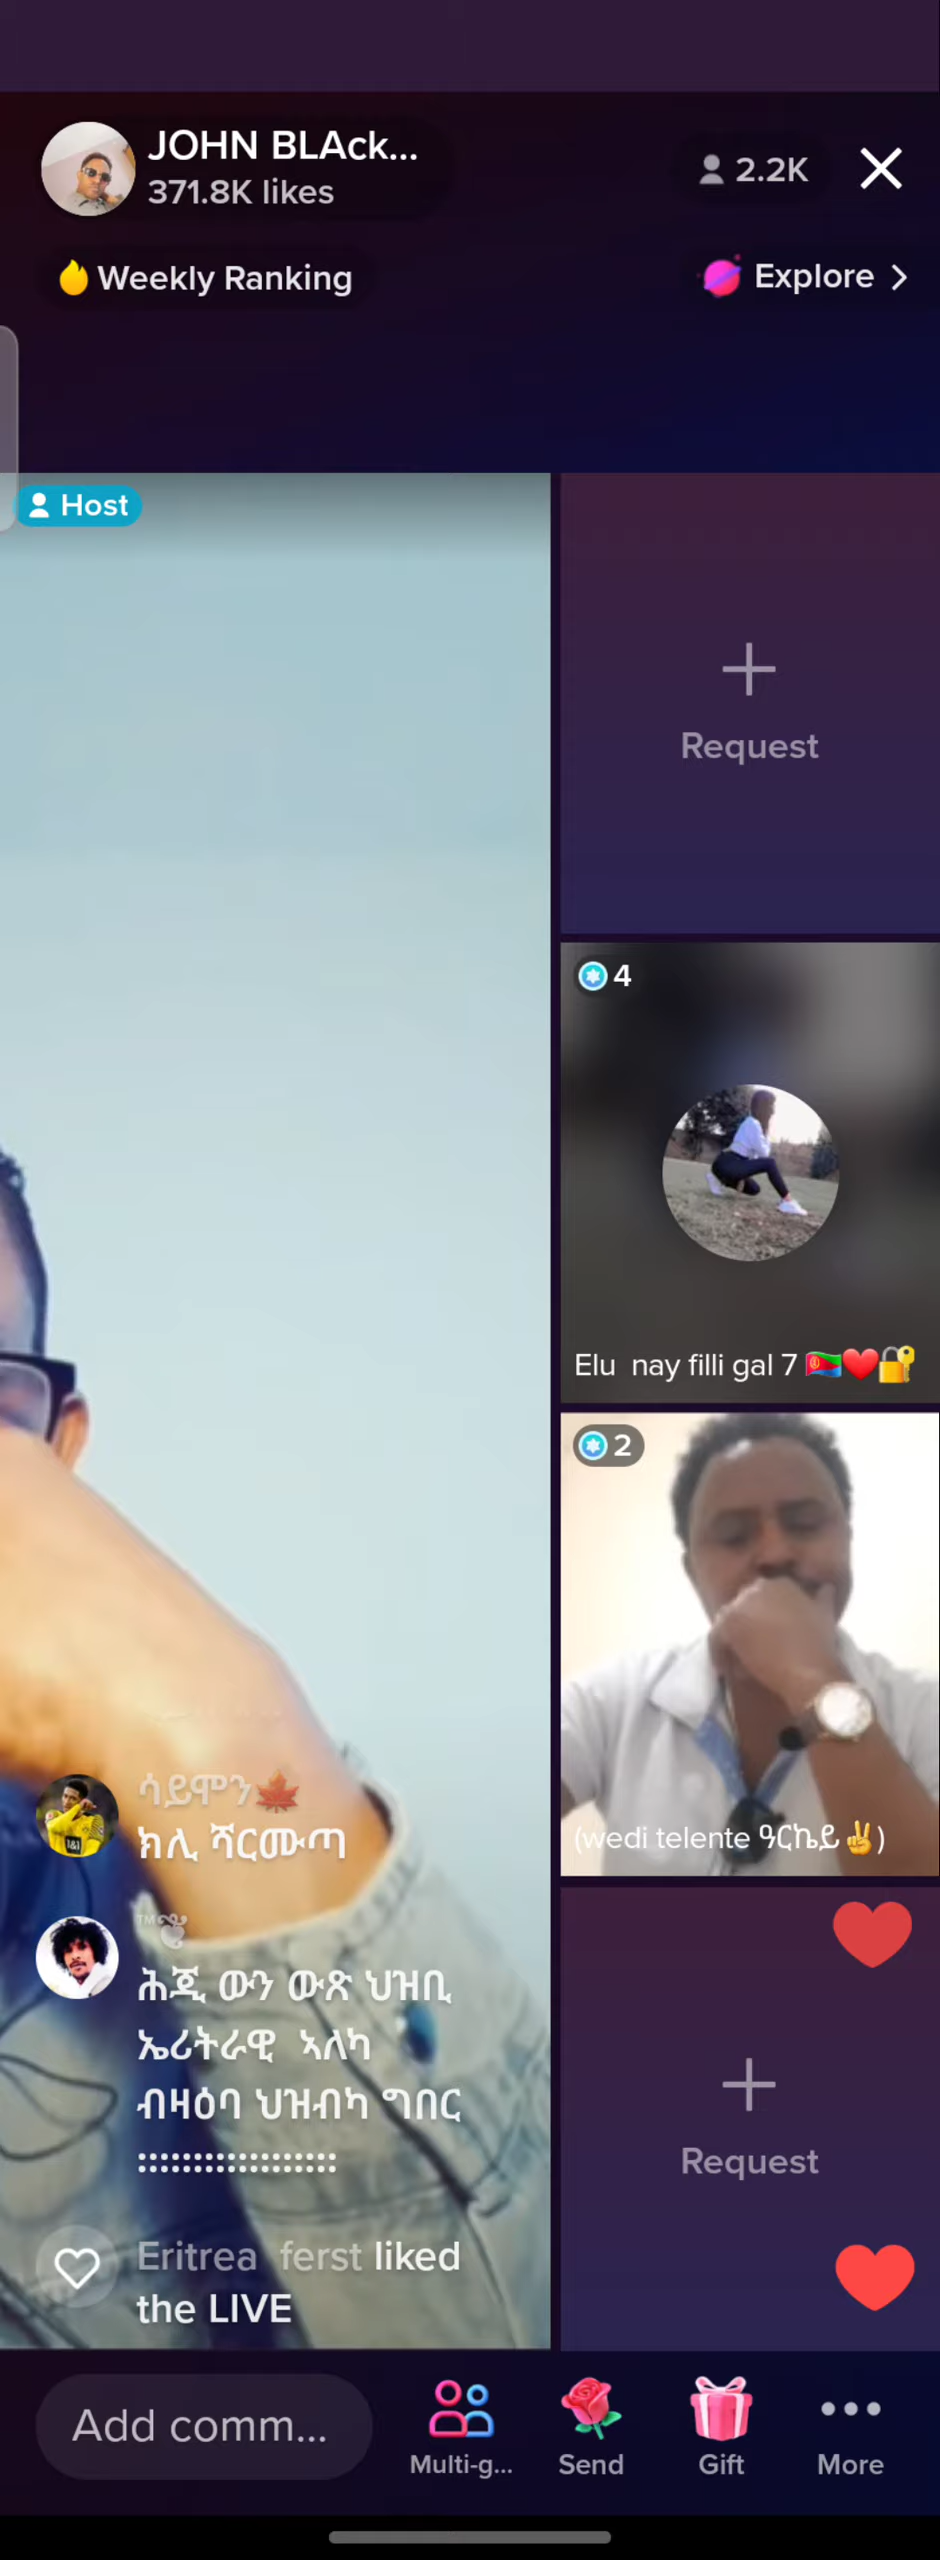 JOHN BLAck...
371.8K likes
2.2K
Weekly Ranking
Explore
Host
Request
4
Elu nay filli gal 7 🇪🇷❤️🔐
2
(wedi telente ዓርኬይ✌️)
ሳይሞን🍁
ክሊ ሻርሙጣ
™❦
ሕጂ ውን ውጽ ህዝቢ
ኤሪትራዊ ኣለካ
ብዛዕባ ህዝብካ ግበር
::::::::::::::::::
Eritrea ferst liked
the LIVE
Request
Add comm...
Multi-g...
Send
Gift
More